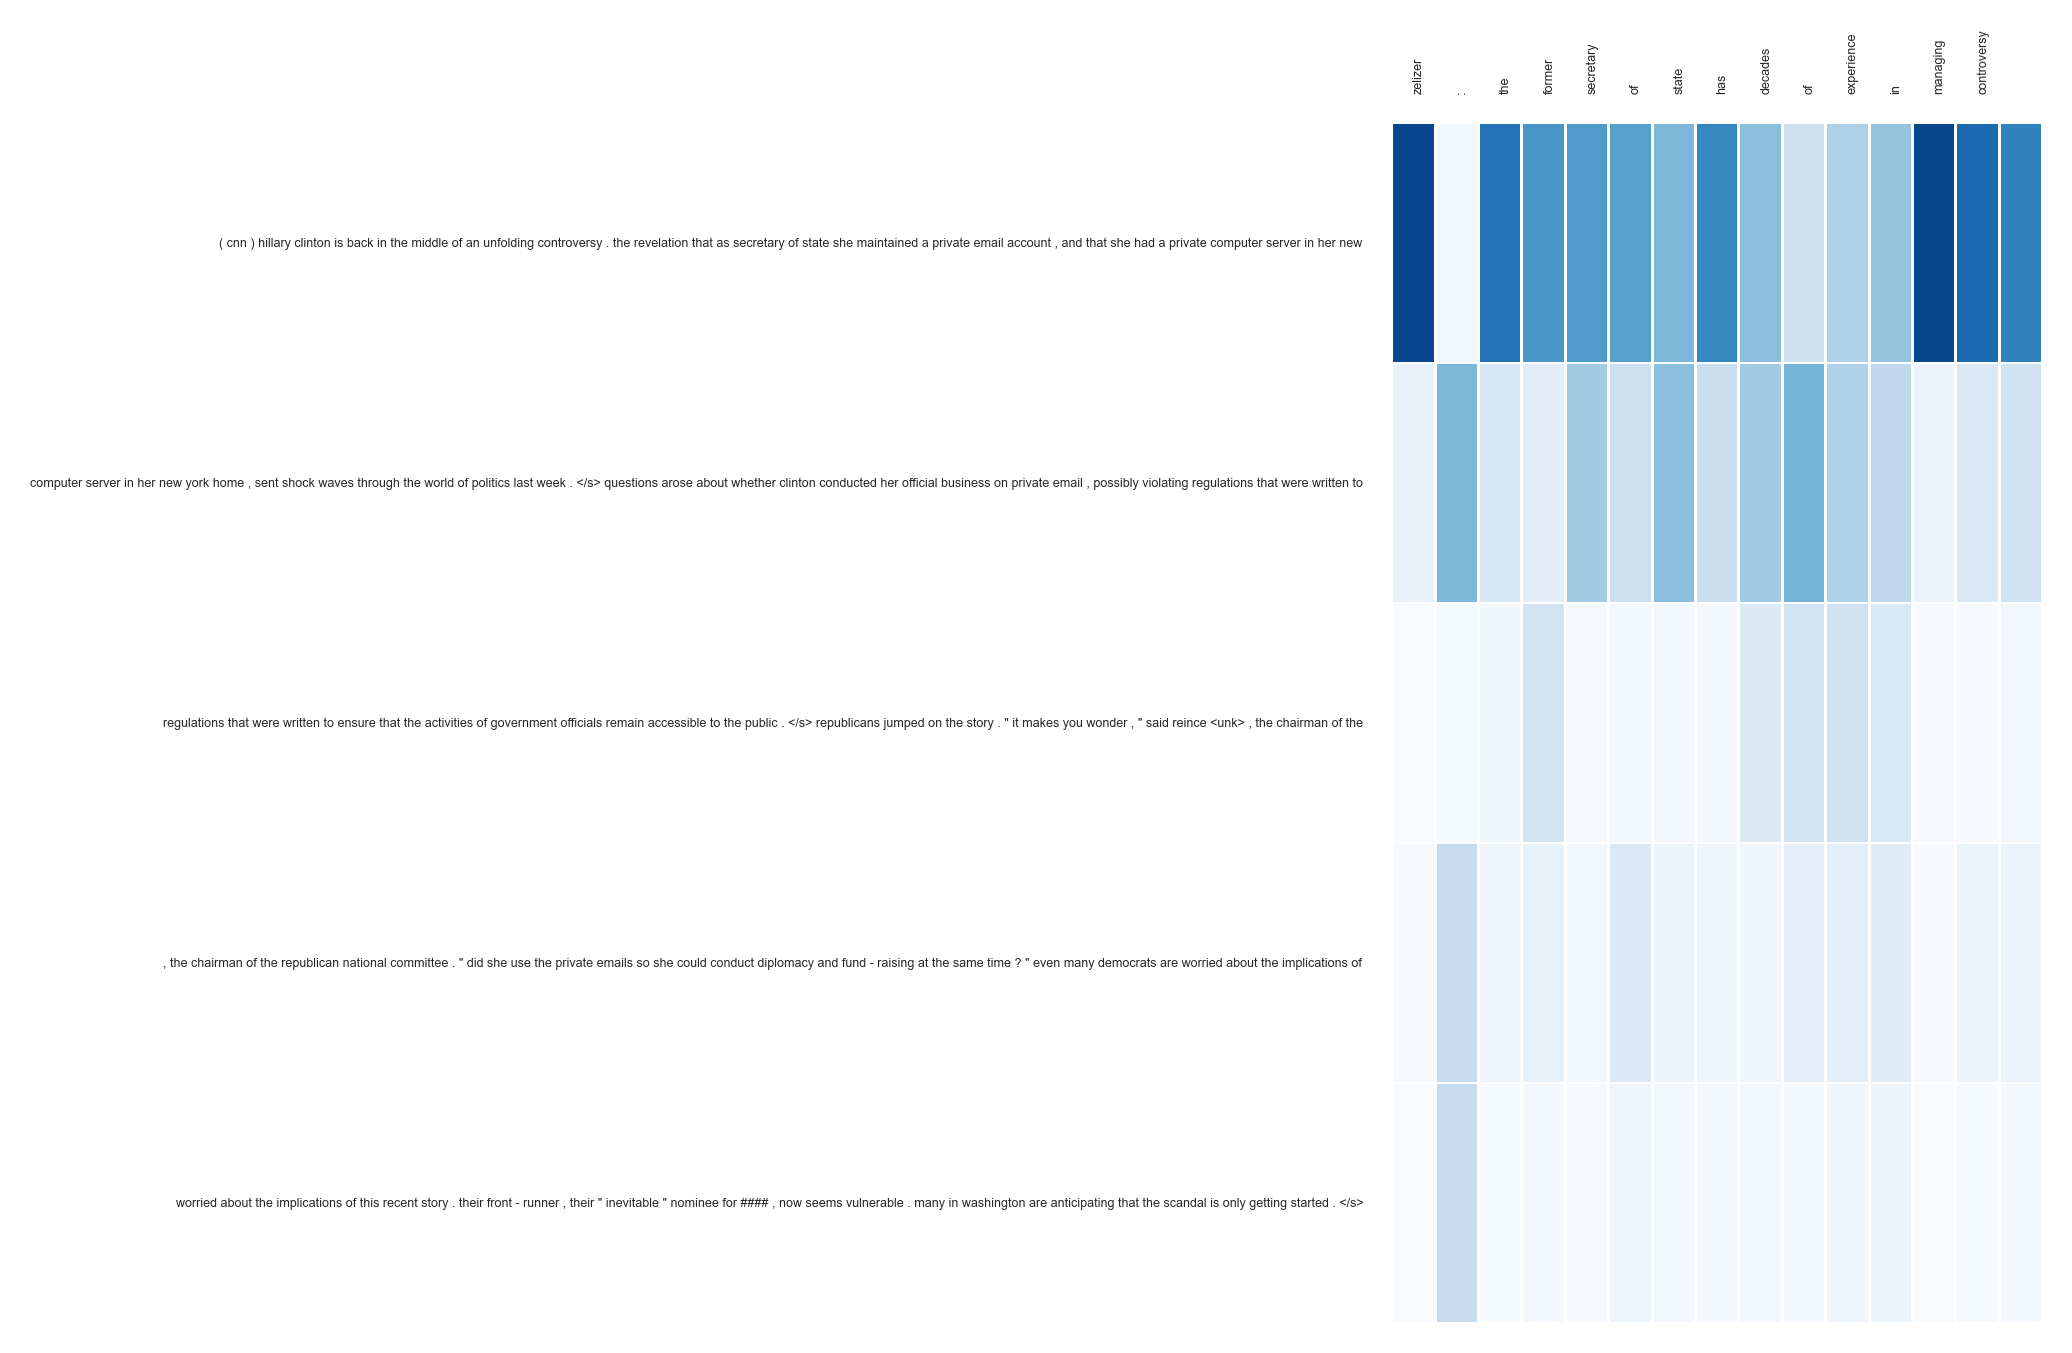 zelizer
: :
the
former
secretary
of
state
has
decades
of
experience
in
managing
controversy
( cnn ) hillary clinton is back in the middle of an unfolding controversy . the revelation that as secretary of state she maintained a private email account , and that she had a private computer server in her new
computer server in her new york home , sent shock waves through the world of politics last week . </s> questions arose about whether clinton conducted her official business on private email , possibly violating regulations that were written to
regulations that were written to ensure that the activities of government officials remain accessible to the public . </s> republicans jumped on the story . " it makes you wonder , " said reince <unk> , the chairman of the
, the chairman of the republican national committee . " did she use the private emails so she could conduct diplomacy and fund - raising at the same time ? " even many democrats are worried about the implications of
worried about the implications of this recent story . their front - runner , their " inevitable " nominee for #### , now seems vulnerable . many in washington are anticipating that the scandal is only getting started . </s>